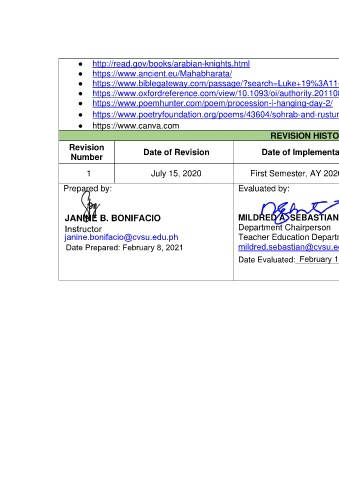 http://read.gov/books/arabian-knights.html
https://www.ancient.eu/Mahabharata/
https://www.biblegateway.com/passage/?search=Luke+19%3A11-
https://www.oxfordreference.com/view/10.1093/oi/authority.201108
https://www.poemhunter.com/poem/procession-i-hanging-day-2/
https://www.poetryfoundation.org/poems/43604/sohrab-and-rustum
https://www.canva.com
REVISION HISTO
Revision Number
Date of Revision
Date of Implementa
1
July 15, 2020
First Semester, AY 202
Prepared by:
JANINE B. BONIFACIO
Instructor
janine.bonifacio@cvsu.edu.ph
Date Prepared: February 8, 2021
Evaluated by:
MILDRED A. SEBASTIAN
Department Chairperson
Teacher Education Departm
mildred.sebastian@cvsu.e
Date Evaluated: February 1